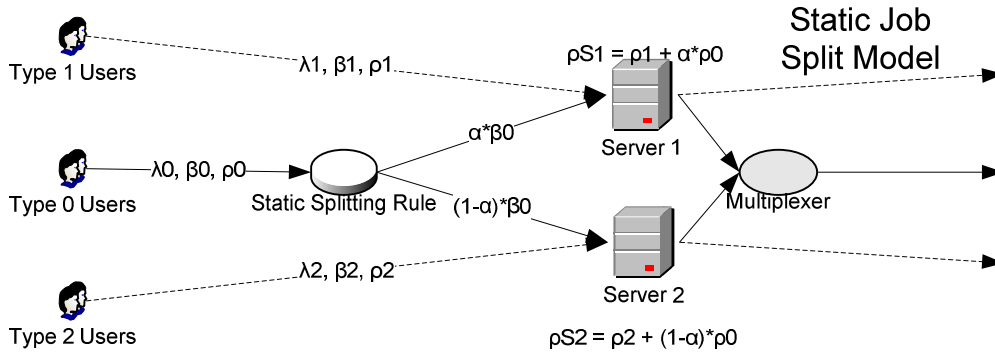 Static Job
Split Model
ρS1 = ρ1 + α*ρ0
Type 1 Users
λ1, β1, ρ1
α*β0
Server 1
λ0, β0, ρ0
Type 0 Users
Static Splitting Rule
(1-α)*β0
Multiplexer
λ2, β2, ρ2
Server 2
Type 2 Users
ρS2 = ρ2 + (1-α)*ρ0